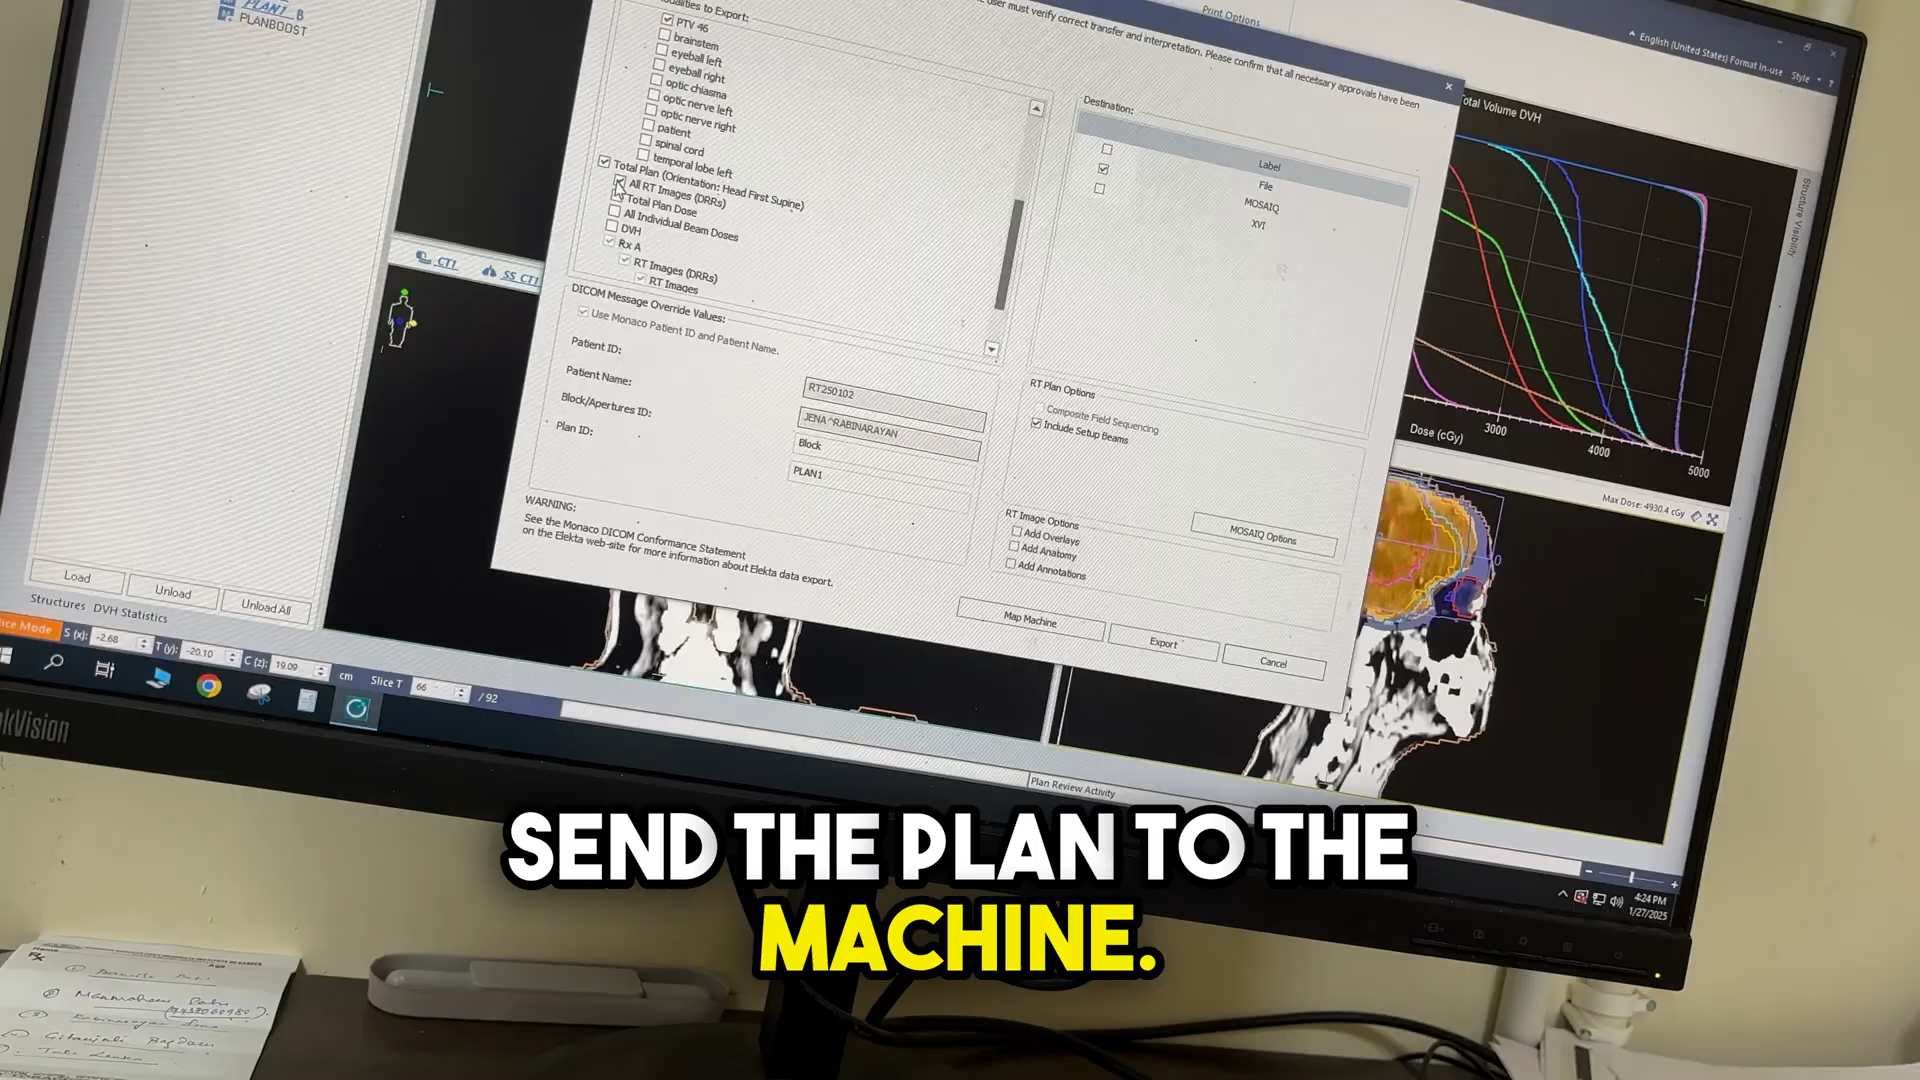 PLAN1 B
PLANBOOST
Print Options
English (United States) Format In-use
Style
user must verify correct transfer and interpretation. Please confirm that all necessary approvals have been
Modalities to Export:
PTV 46
brainstem
eyeball left
eyeball right
optic chiasma
optic nerve left
optic nerve right
patient
spinal cord
temporal lobe left
Total Plan (Orientation: Head First Supine)
All RT Images (DRRs)
Total Plan Dose
All Individual Beam Doses
DVH
Rx A
RT Images (DRRs)
RT Images
Destination:
Label
File
MOSAIQ
XVI
Total Volume DVH
Structure Visibility
Dose (cGy)
3000
4000
5000
Max Dose: 4930.4 cGy
CT1
SS_CT1
DICOM Message Override Values:
Use Monaco Patient ID and Patient Name.
Patient ID:
RT250102
Patient Name:
JENA^RABINARAYAN
Block/Apertures ID:
Block
Plan ID:
PLAN1
RT Plan Options
Composite Field Sequencing
Include Setup Beams
MOSAIQ Options
RT Image Options
Add Overlays
Add Anatomy
Add Annotations
WARNING:
See the Monaco DICOM Conformance Statement
on the Elekta web-site for more information about Elekta data export.
Map Machine
Export
Cancel
Load
Unload
Unload All
Structures DVH Statistics
ice Mode S (x): -2.68 T (y): -20.10 C (z): 19.09 cm Slice T 66 / 92
Plan Review Activity
4:24 PM
1/27/2025
kVision
SEND THE PLAN TO THE
MACHINE.
Name
Age
Rx